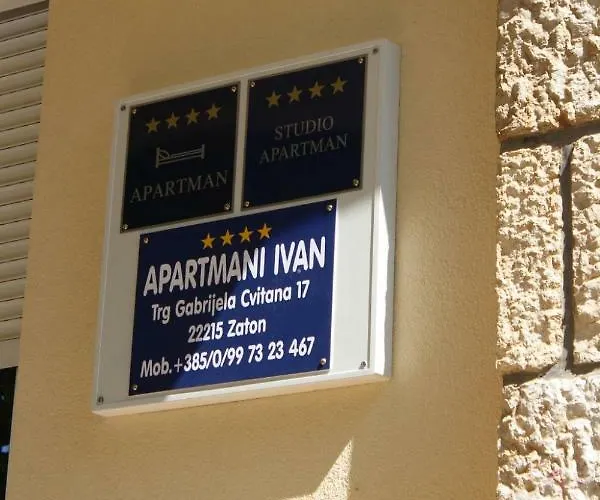 APARTMAN
STUDIO
APARTMAN
APARTMANI IVAN
Trg Gabrijela Cvitana 17
22215 Zaton
Mob.+385/0/99 73 23 467